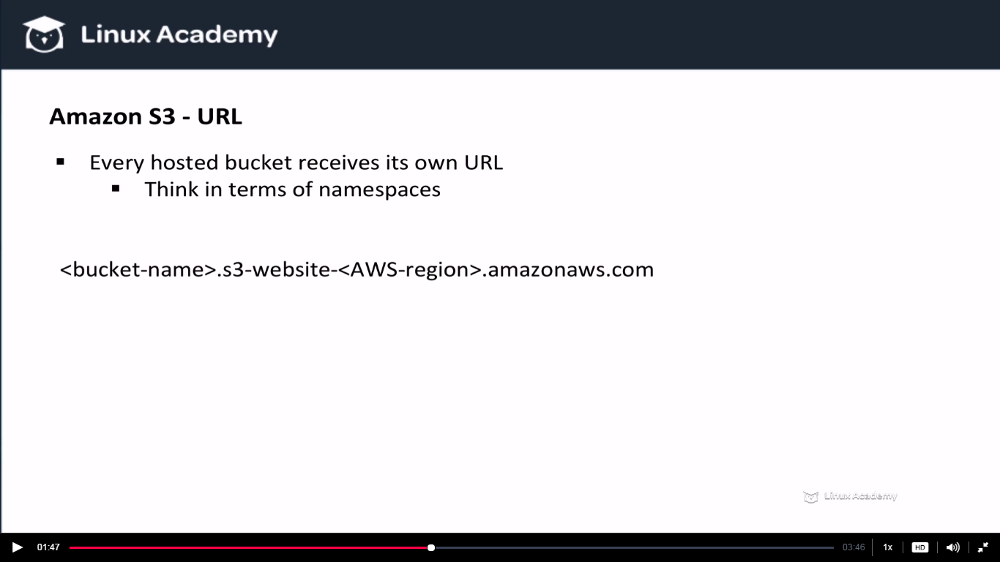 Linux Academy
Amazon S3 - URL
▪ Every hosted bucket receives its own URL
▪ Think in terms of namespaces
<bucket-name>.s3-website-<AWS-region>.amazonaws.com
Linux Academy
01:47 03:46 1x HD